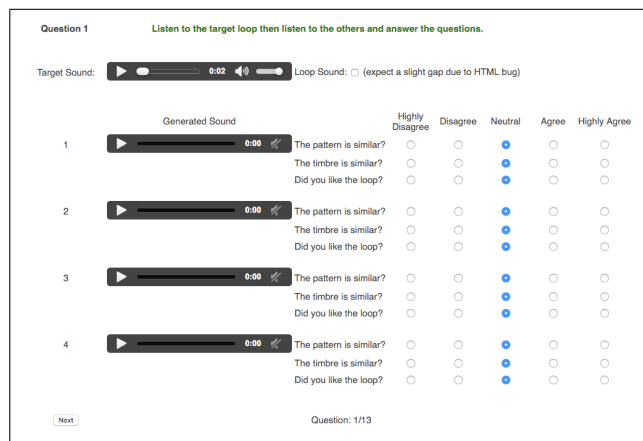 Question 1 Listen to the target loop then listen to the others and answer the questions.
Target Sound: 0:02 Loop Sound: (expect a slight gap due to HTML bug)
Generated Sound Highly Disagree Disagree Neutral Agree Highly Agree
1 0:00 The pattern is similar?
The timbre is similar?
Did you like the loop?
2 0:00 The pattern is similar?
The timbre is similar?
Did you like the loop?
3 0:00 The pattern is similar?
The timbre is similar?
Did you like the loop?
4 0:00 The pattern is similar?
The timbre is similar?
Did you like the loop?
Next Question: 1/13